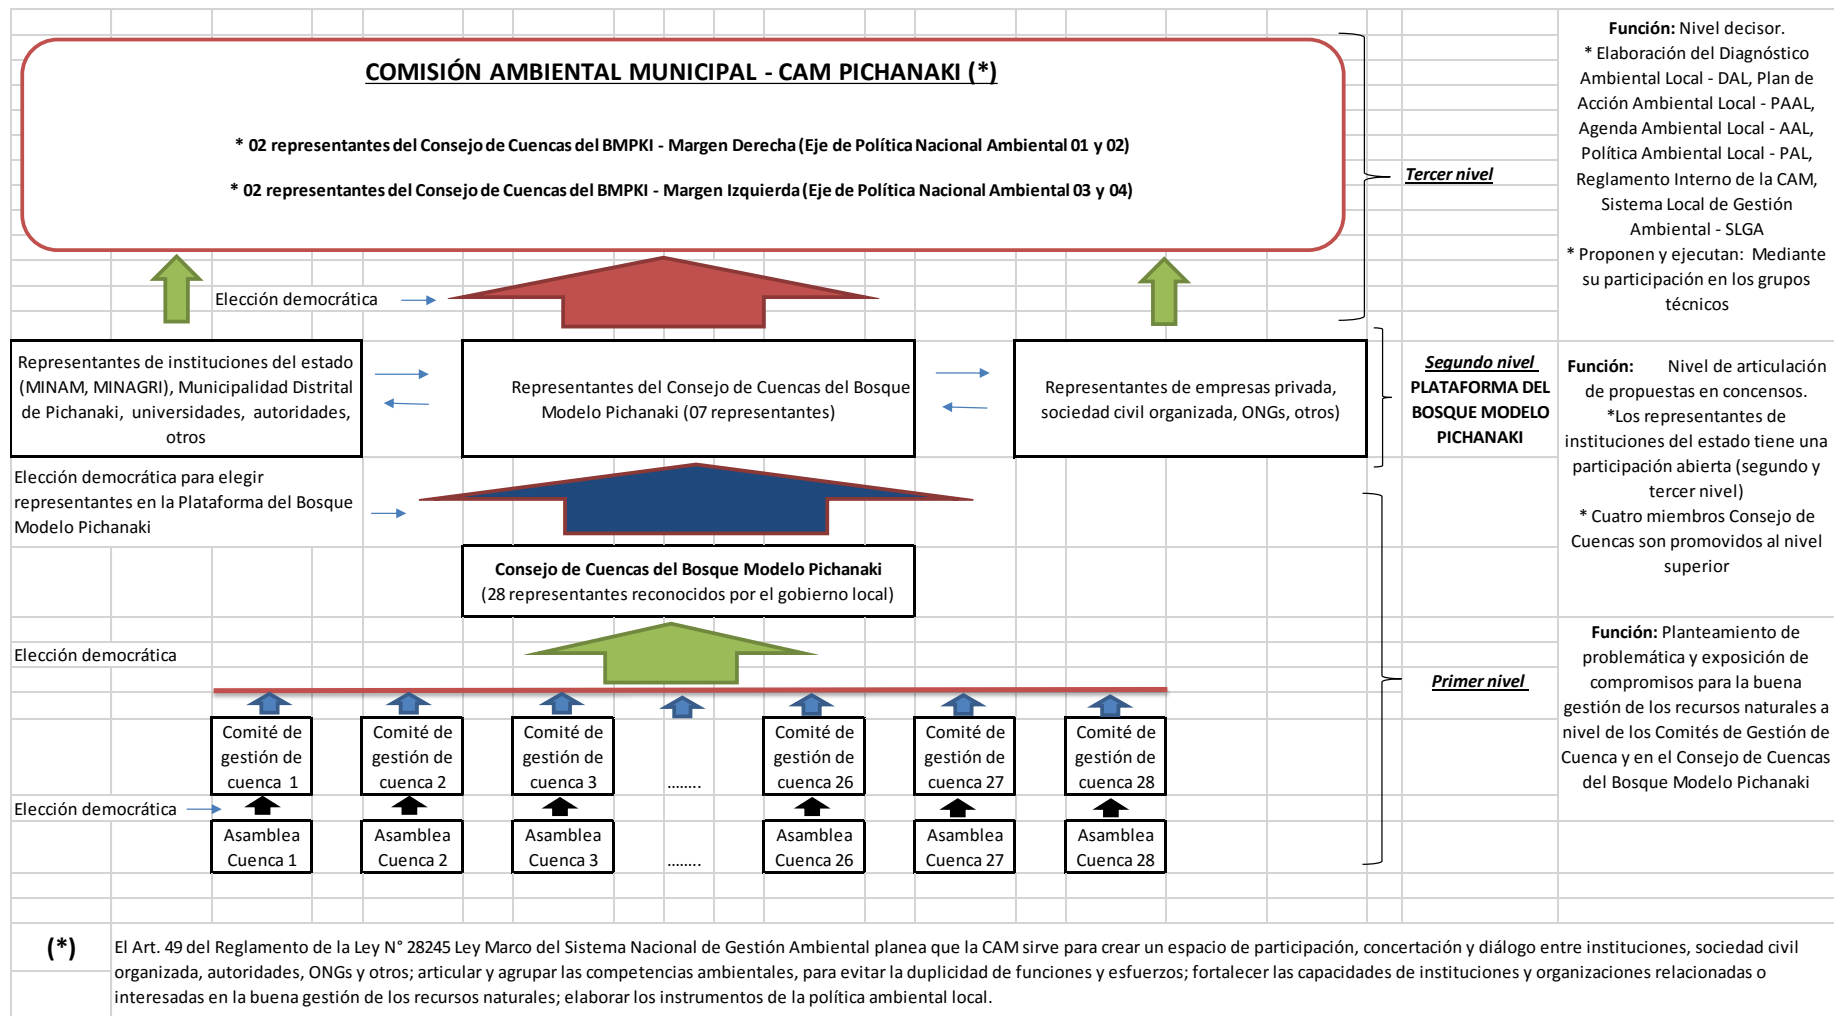 COMISIÓN AMBIENTAL MUNICIPAL - CAM PICHANAKI (*)
* 02 representantes del Consejo de Cuencas del BMPKI - Margen Derecha (Eje de Política Nacional Ambiental 01 y 02)
* 02 representantes del Consejo de Cuencas del BMPKI - Margen Izquierda (Eje de Política Nacional Ambiental 03 y 04)
Tercer nivel
Función: Nivel decisor.
* Elaboración del Diagnóstico
Ambiental Local - DAL, Plan de
Acción Ambiental Local - PAAL,
Agenda Ambiental Local - AAL,
Política Ambiental Local - PAL,
Reglamento Interno de la CAM,
Sistema Local de Gestión
Ambiental - SLGA
* Proponen y ejecutan: Mediante
su participación en los grupos
técnicos
Elección democrática
Representantes de instituciones del estado
(MINAM, MINAGRI), Municipalidad Distrital
de Pichanaki, universidades, autoridades,
otros
Representantes del Consejo de Cuencas del Bosque
Modelo Pichanaki (07 representantes)
Representantes de empresas privada,
sociedad civil organizada, ONGs, otros)
Segundo nivel
PLATAFORMA DEL
BOSQUE MODELO
PICHANAKI
Función: Nivel de articulación
de propuestas en concensos.
*Los representantes de
instituciones del estado tiene una
participación abierta (segundo y
tercer nivel)
* Cuatro miembros Consejo de
Cuencas son promovidos al nivel
superior
Elección democrática para elegir
representantes en la Plataforma del Bosque
Modelo Pichanaki
Consejo de Cuencas del Bosque Modelo Pichanaki
(28 representantes reconocidos por el gobierno local)
Elección democrática
Primer nivel
Función: Planteamiento de
problemática y exposición de
compromisos para la buena
gestión de los recursos naturales a
nivel de los Comités de Gestión de
Cuenca y en el Consejo de Cuencas
del Bosque Modelo Pichanaki
Comité de
gestión de
cuenca 1
Comité de
gestión de
cuenca 2
Comité de
gestión de
cuenca 3
........
Comité de
gestión de
cuenca 26
Comité de
gestión de
cuenca 27
Comité de
gestión de
cuenca 28
Elección democrática
Asamblea
Cuenca 1
Asamblea
Cuenca 2
Asamblea
Cuenca 3
........
Asamblea
Cuenca 26
Asamblea
Cuenca 27
Asamblea
Cuenca 28
(*)
El Art. 49 del Reglamento de la Ley N° 28245 Ley Marco del Sistema Nacional de Gestión Ambiental planea que la CAM sirve para crear un espacio de participación, concertación y diálogo entre instituciones, sociedad civil
organizada, autoridades, ONGs y otros; articular y agrupar las competencias ambientales, para evitar la duplicidad de funciones y esfuerzos; fortalecer las capacidades de instituciones y organizaciones relacionadas o
interesadas en la buena gestión de los recursos naturales; elaborar los instrumentos de la política ambiental local.